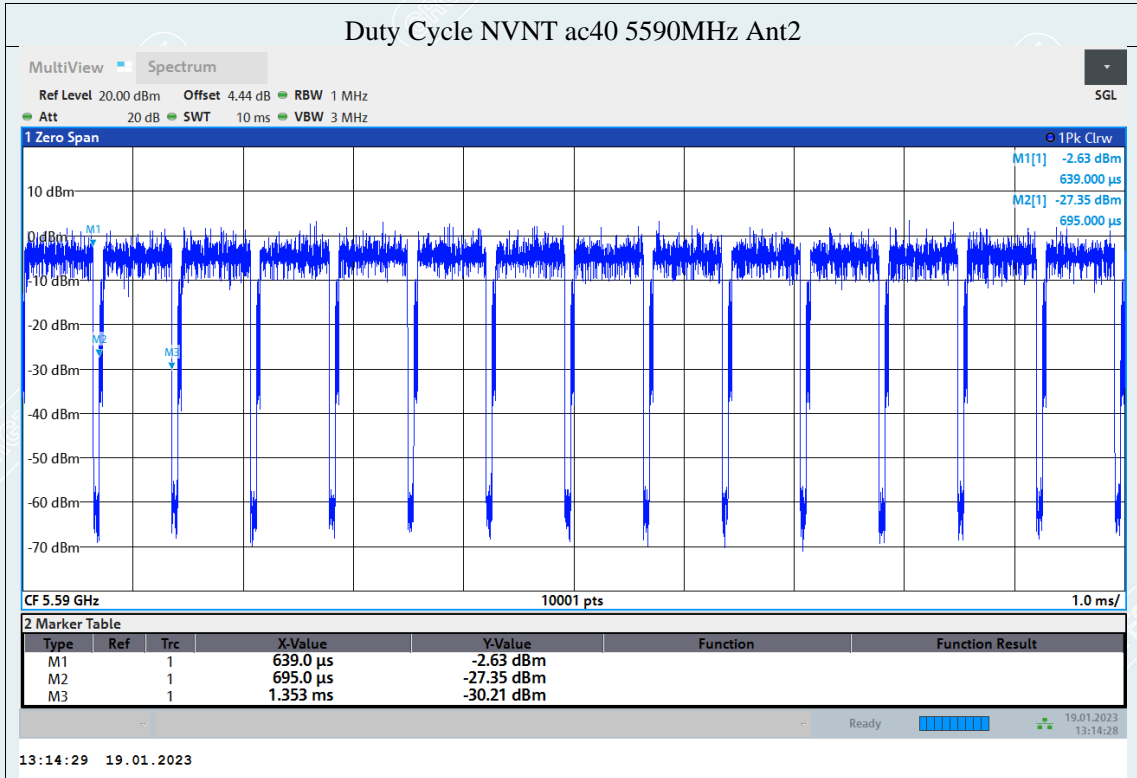 Duty Cycle NVNT ac40 5590MHz Ant2
MultiView Spectrum
Ref Level 20.00 dBm Offset 4.44 dB RBW 1 MHz SGL
Att 20 dB SWT 10 ms VBW 3 MHz
1 Zero Span 1Pk Clrw
M1[1] -2.63 dBm
639.000 µs
M2[1] -27.35 dBm
695.000 µs
10 dBm
M1
0 dBm
-10 dBm
-20 dBm
M2
M3
-30 dBm
-40 dBm
-50 dBm
-60 dBm
-70 dBm
CF 5.59 GHz 10001 pts 1.0 ms/
2 Marker Table
Type Ref Trc X-Value Y-Value Function Function Result
M1 1 639.0 µs -2.63 dBm
M2 1 695.0 µs -27.35 dBm
M3 1 1.353 ms -30.21 dBm
Ready 19.01.2023
13:14:28
13:14:29 19.01.2023